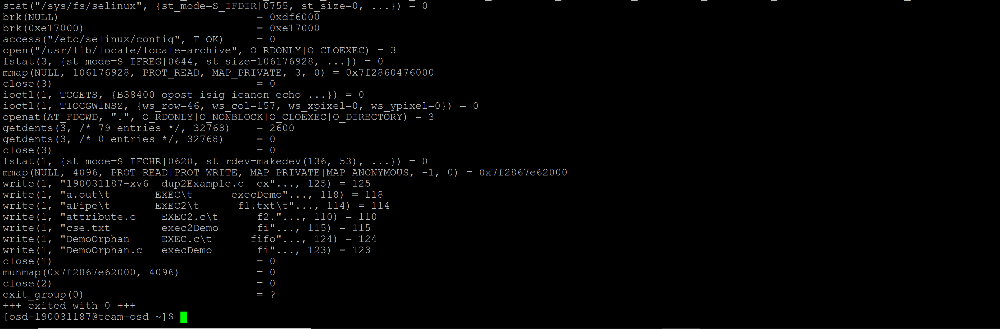 stat("/sys/fs/selinux", {st_mode=S_IFDIR|0755, st_size=0, ...}) = 0
brk(NULL)                               = 0xdf6000
brk(0xe17000)                           = 0xe17000
access("/etc/selinux/config", F_OK)     = 0
open("/usr/lib/locale/locale-archive", O_RDONLY|O_CLOEXEC) = 3
fstat(3, {st_mode=S_IFREG|0644, st_size=106176928, ...}) = 0
mmap(NULL, 106176928, PROT_READ, MAP_PRIVATE, 3, 0) = 0x7f2860476000
close(3)                                = 0
ioctl(1, TCGETS, {B38400 opost isig icanon echo ...}) = 0
ioctl(1, TIOCGWINSZ, {ws_row=46, ws_col=157, ws_xpixel=0, ws_ypixel=0}) = 0
openat(AT_FDCWD, ".", O_RDONLY|O_NONBLOCK|O_CLOEXEC|O_DIRECTORY) = 3
getdents(3, /* 79 entries */, 32768)    = 2600
getdents(3, /* 0 entries */, 32768)     = 0
close(3)                                = 0
fstat(1, {st_mode=S_IFCHR|0620, st_rdev=makedev(136, 53), ...}) = 0
mmap(NULL, 4096, PROT_READ|PROT_WRITE, MAP_PRIVATE|MAP_ANONYMOUS, -1, 0) = 0x7f2867e62000
write(1, "190031187-xv6  dup2Example.c  ex"..., 125) = 125
write(1, "a.out\t       EXEC\t      execDemo"..., 118) = 118
write(1, "aPipe\t       EXEC2\t      f1.txt\t"..., 114) = 114
write(1, "attribute.c    EXEC2.c\t      f2."..., 110) = 110
write(1, "cse.txt        exec2Demo      fi"..., 115) = 115
write(1, "DemoOrphan     EXEC.c\t      fifo"..., 124) = 124
write(1, "DemoOrphan.c   execDemo       fi"..., 123) = 123
close(1)                                = 0
munmap(0x7f2867e62000, 4096)            = 0
close(2)                                = 0
exit_group(0)                           = ?
+++ exited with 0 +++
[osd-190031187@team-osd ~]$